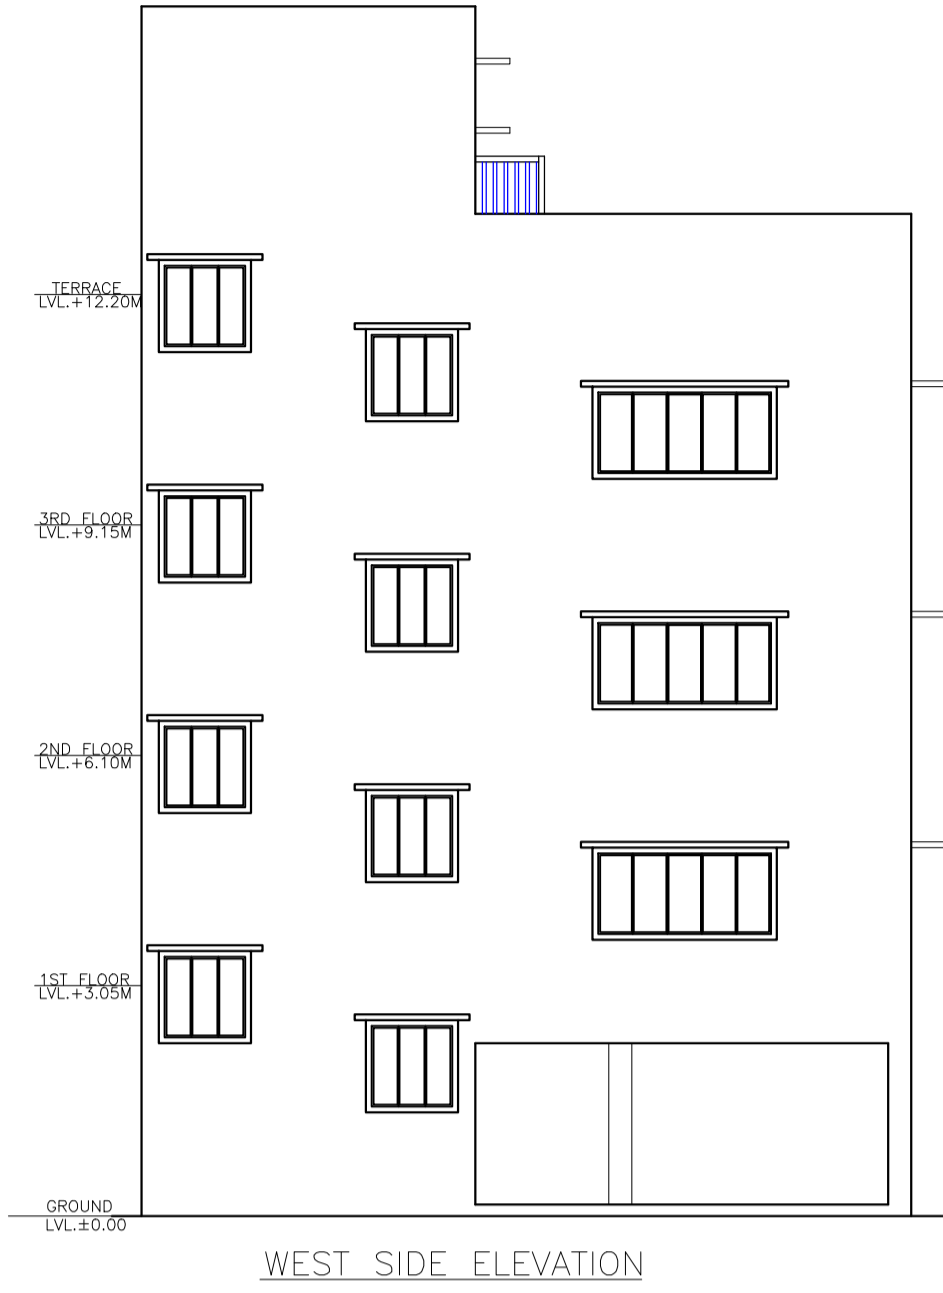 TERRACE
LVL.+12.20M
3RD FLOOR
LVL.+9.15M
2ND FLOOR
LVL.+6.10M
1ST FLOOR
LVL.+3.05M
GROUND
LVL.±0.00
WEST SIDE ELEVATION